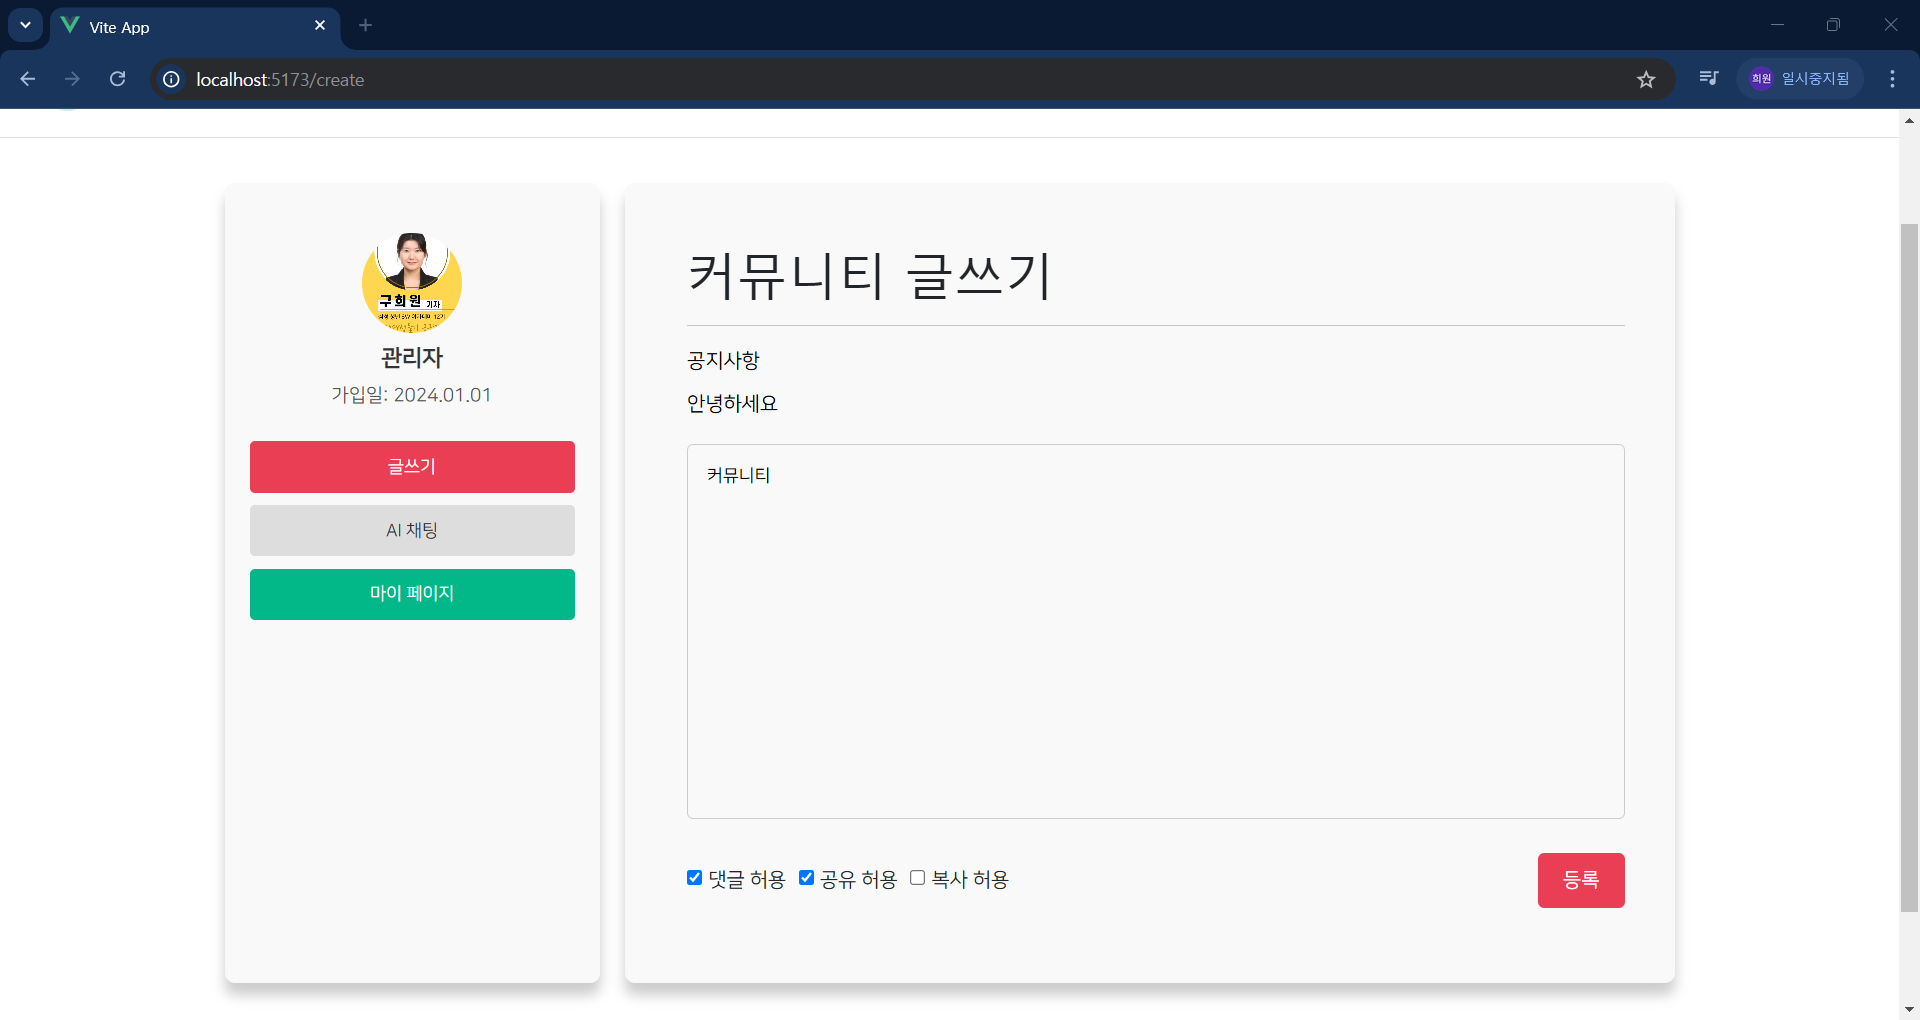 Vite App
localhost:5173/create
희원 일시중지됨
구희원 기자
관리자
가입일: 2024.01.01
글쓰기
AI 채팅
마이 페이지
커뮤니티 글쓰기
공지사항
안녕하세요
커뮤니티
댓글 허용 공유 허용 복사 허용
등록